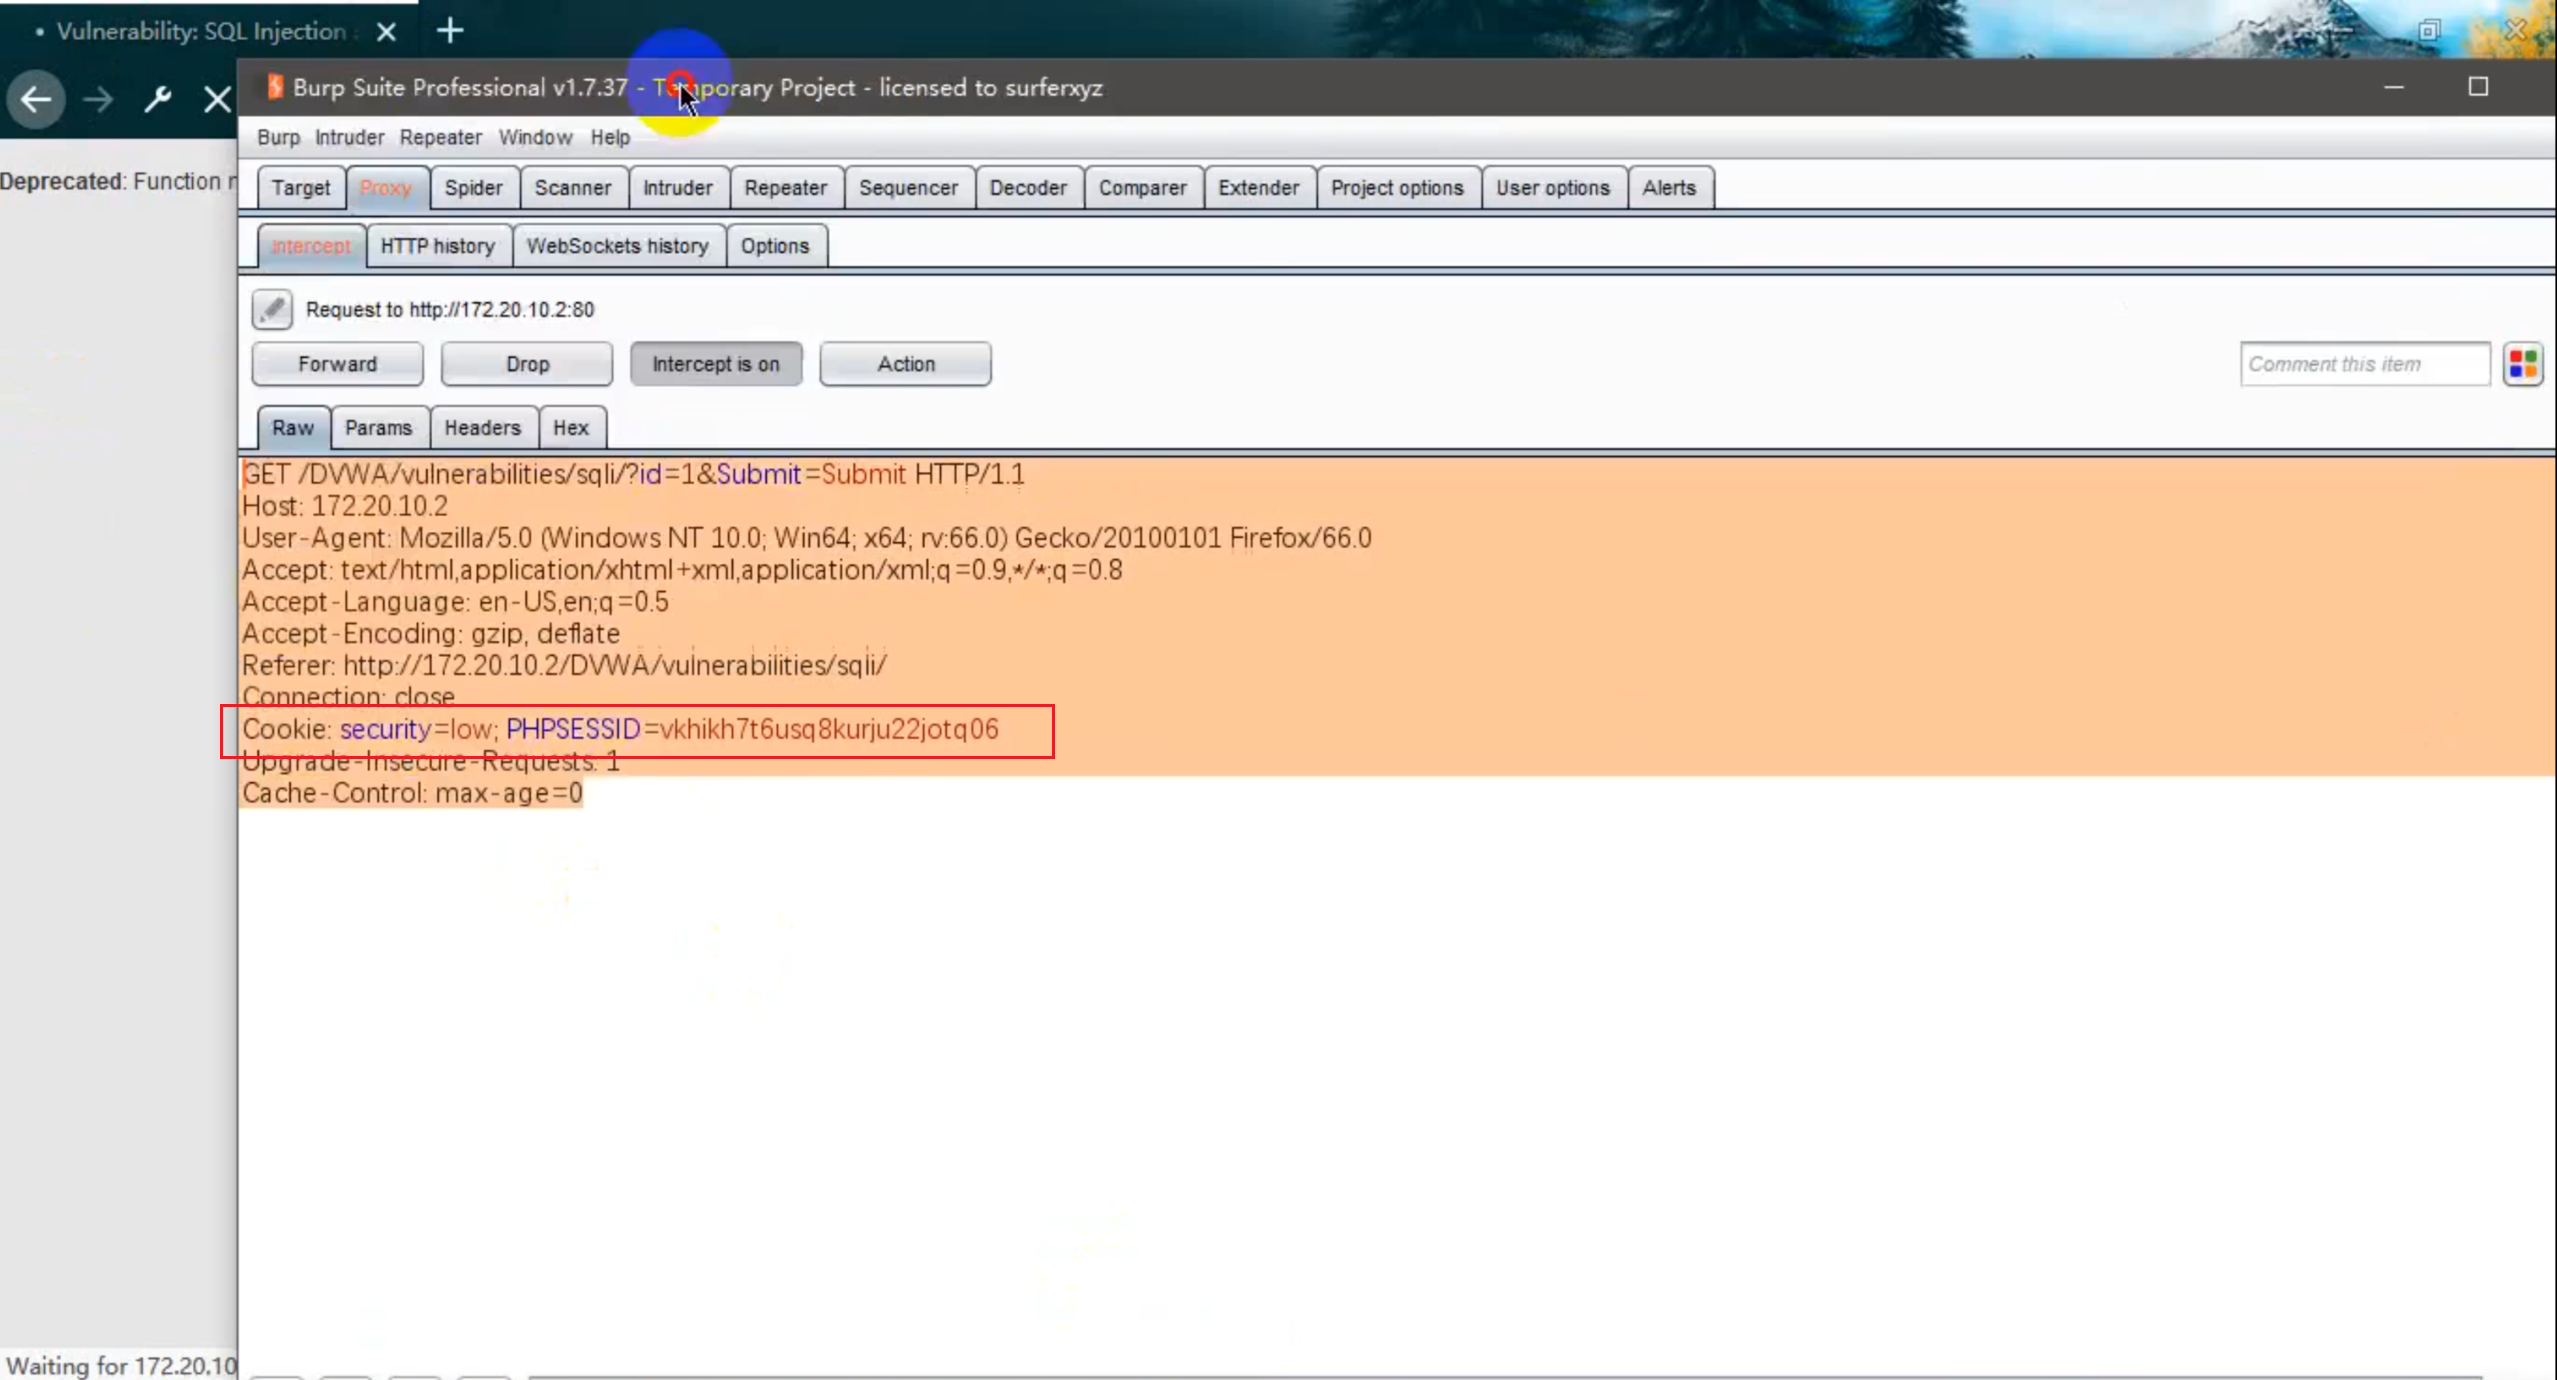 Vulnerability: SQL Injection
Burp Suite Professional v1.7.37 - Temporary Project - licensed to surferxyz
Burp Intruder Repeater Window Help
Deprecated: Function
Target Proxy Spider Scanner Intruder Repeater Sequencer Decoder Comparer Extender Project options User options Alerts
Intercept HTTP history WebSockets history Options
Request to http://172.20.10.2:80
Forward Drop Intercept is on Action Comment this item
Raw Params Headers Hex
GET /DVWA/vulnerabilities/sqli/?id=1&Submit=Submit HTTP/1.1
Host: 172.20.10.2
User-Agent: Mozilla/5.0 (Windows NT 10.0; Win64; x64; rv:66.0) Gecko/20100101 Firefox/66.0
Accept: text/html,application/xhtml+xml,application/xml;q=0.9,*/*;q=0.8
Accept-Language: en-US,en;q=0.5
Accept-Encoding: gzip, deflate
Referer: http://172.20.10.2/DVWA/vulnerabilities/sqli/
Connection: close
Cookie: security=low; PHPSESSID=vkhikh7t6usq8kurju22jotq06
Upgrade-Insecure-Requests: 1
Cache-Control: max-age=0
Waiting for 172.20.10